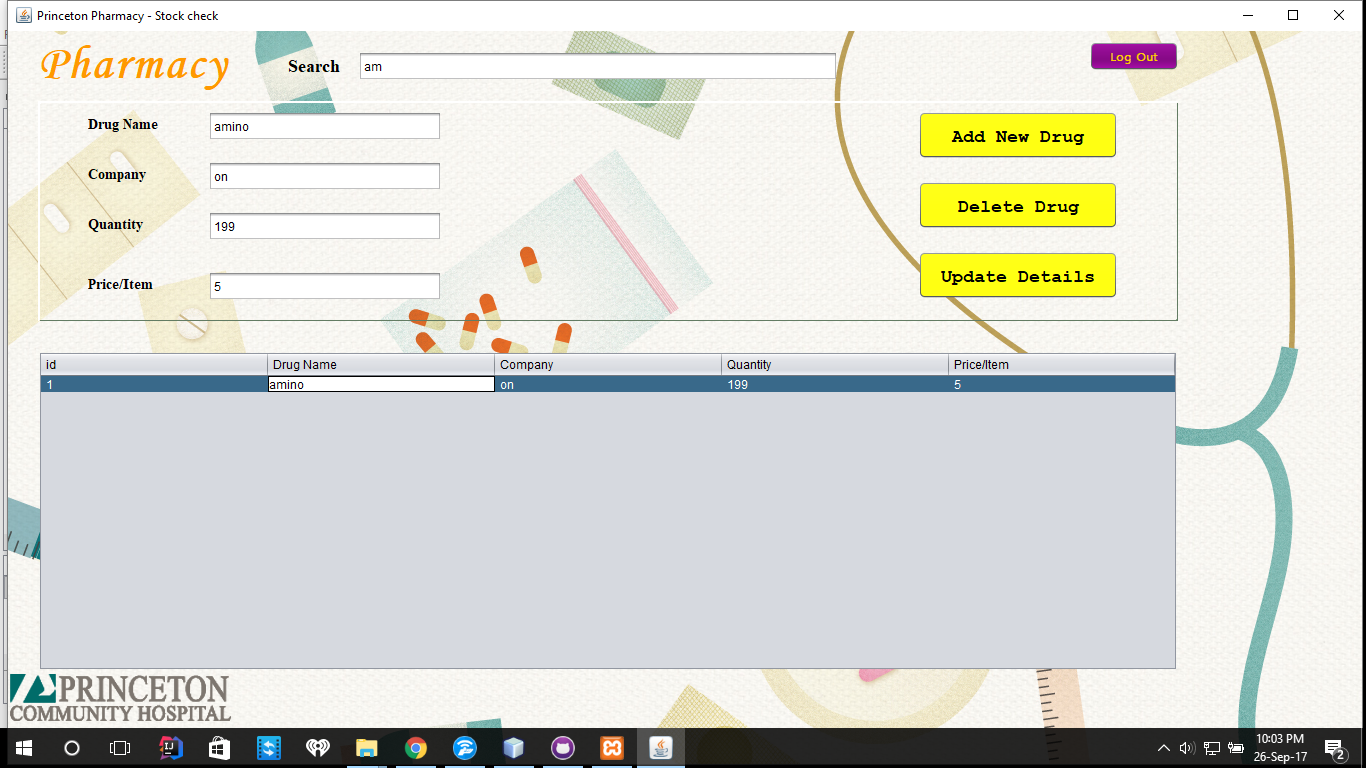 Princeton Pharmacy - Stock check
Pharmacy
Search am
Log Out
Drug Name amino
Add New Drug
Company on
Delete Drug
Quantity 199
Price/Item 5
Update Details
id Drug Name Company Quantity Price/Item
1 amino on 199 5
PRINCETON
COMMUNITY HOSPITAL
10:03 PM
26-Sep-17
2